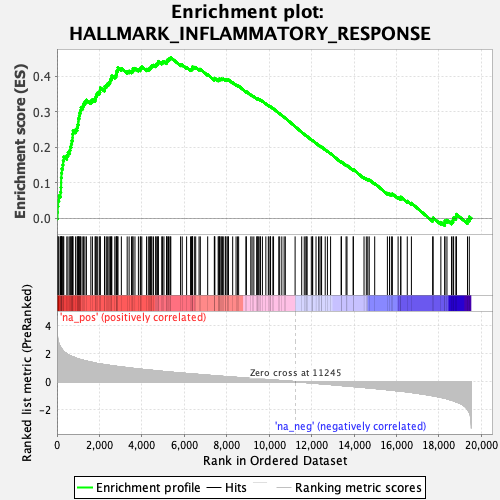 Enrichment plot:
HALLMARK_INFLAMMATORY_RESPONSE
Enrichment score (ES)
0.4
0.3
0.2
0.1
0.0
'na_pos' (positively correlated)
Ranked list metric (PreRanked)
4
2
0
-2
Zero cross at 11245
'na_neg' (negatively correlated)
0
2,000
4,000
6,000
8,000
10,000
12,000
14,000
16,000
18,000
20,000
Rank in Ordered Dataset
Enrichment profile
Hits
Ranking metric scores